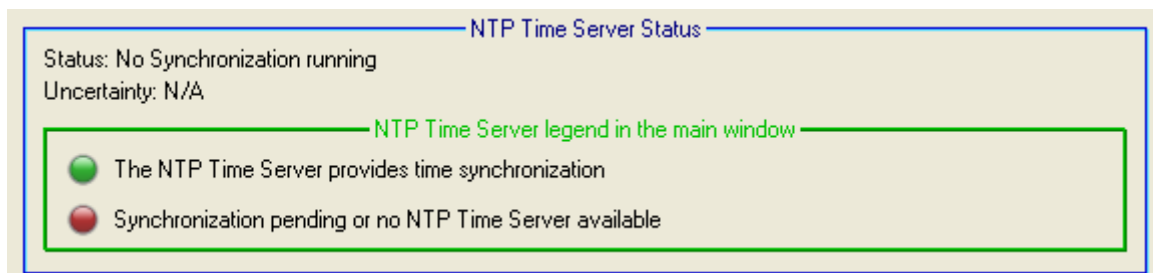 NTP Time Server Status
Status: No Synchronization running
Uncertainty: N/A
NTP Time Server legend in the main window
The NTP Time Server provides time synchronization
Synchronization pending or no NTP Time Server available